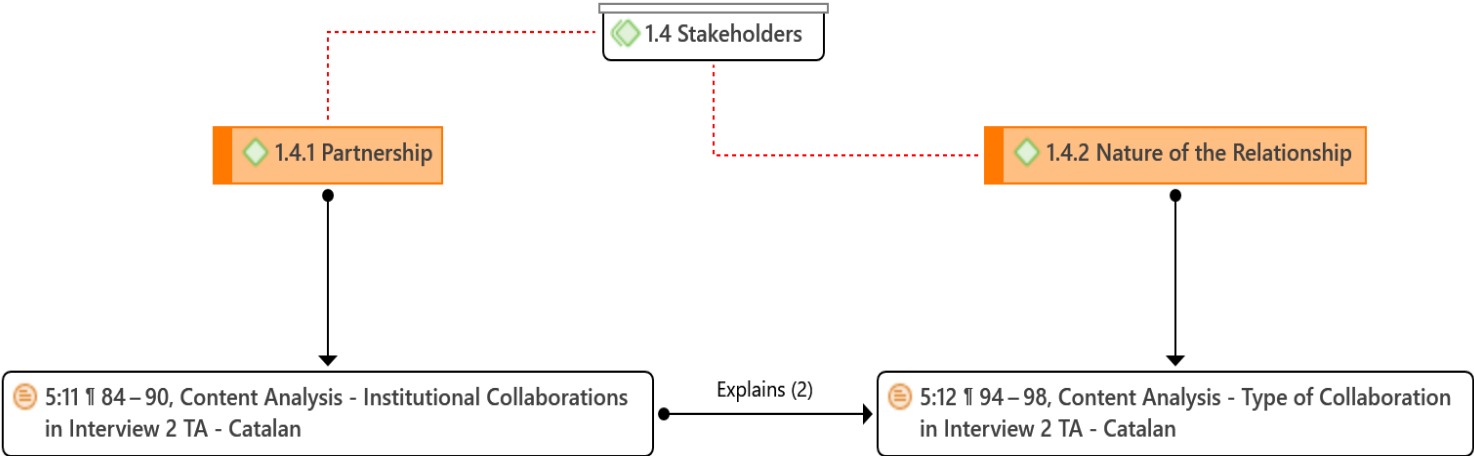 1.4 Stakeholders
1.4.1 Partnership
1.4.2 Nature of the Relationship
5:11 ¶ 84 – 90, Content Analysis - Institutional Collaborations
in Interview 2 TA - Catalan
Explains (2)
5:12 ¶ 94 – 98, Content Analysis - Type of Collaboration
in Interview 2 TA - Catalan